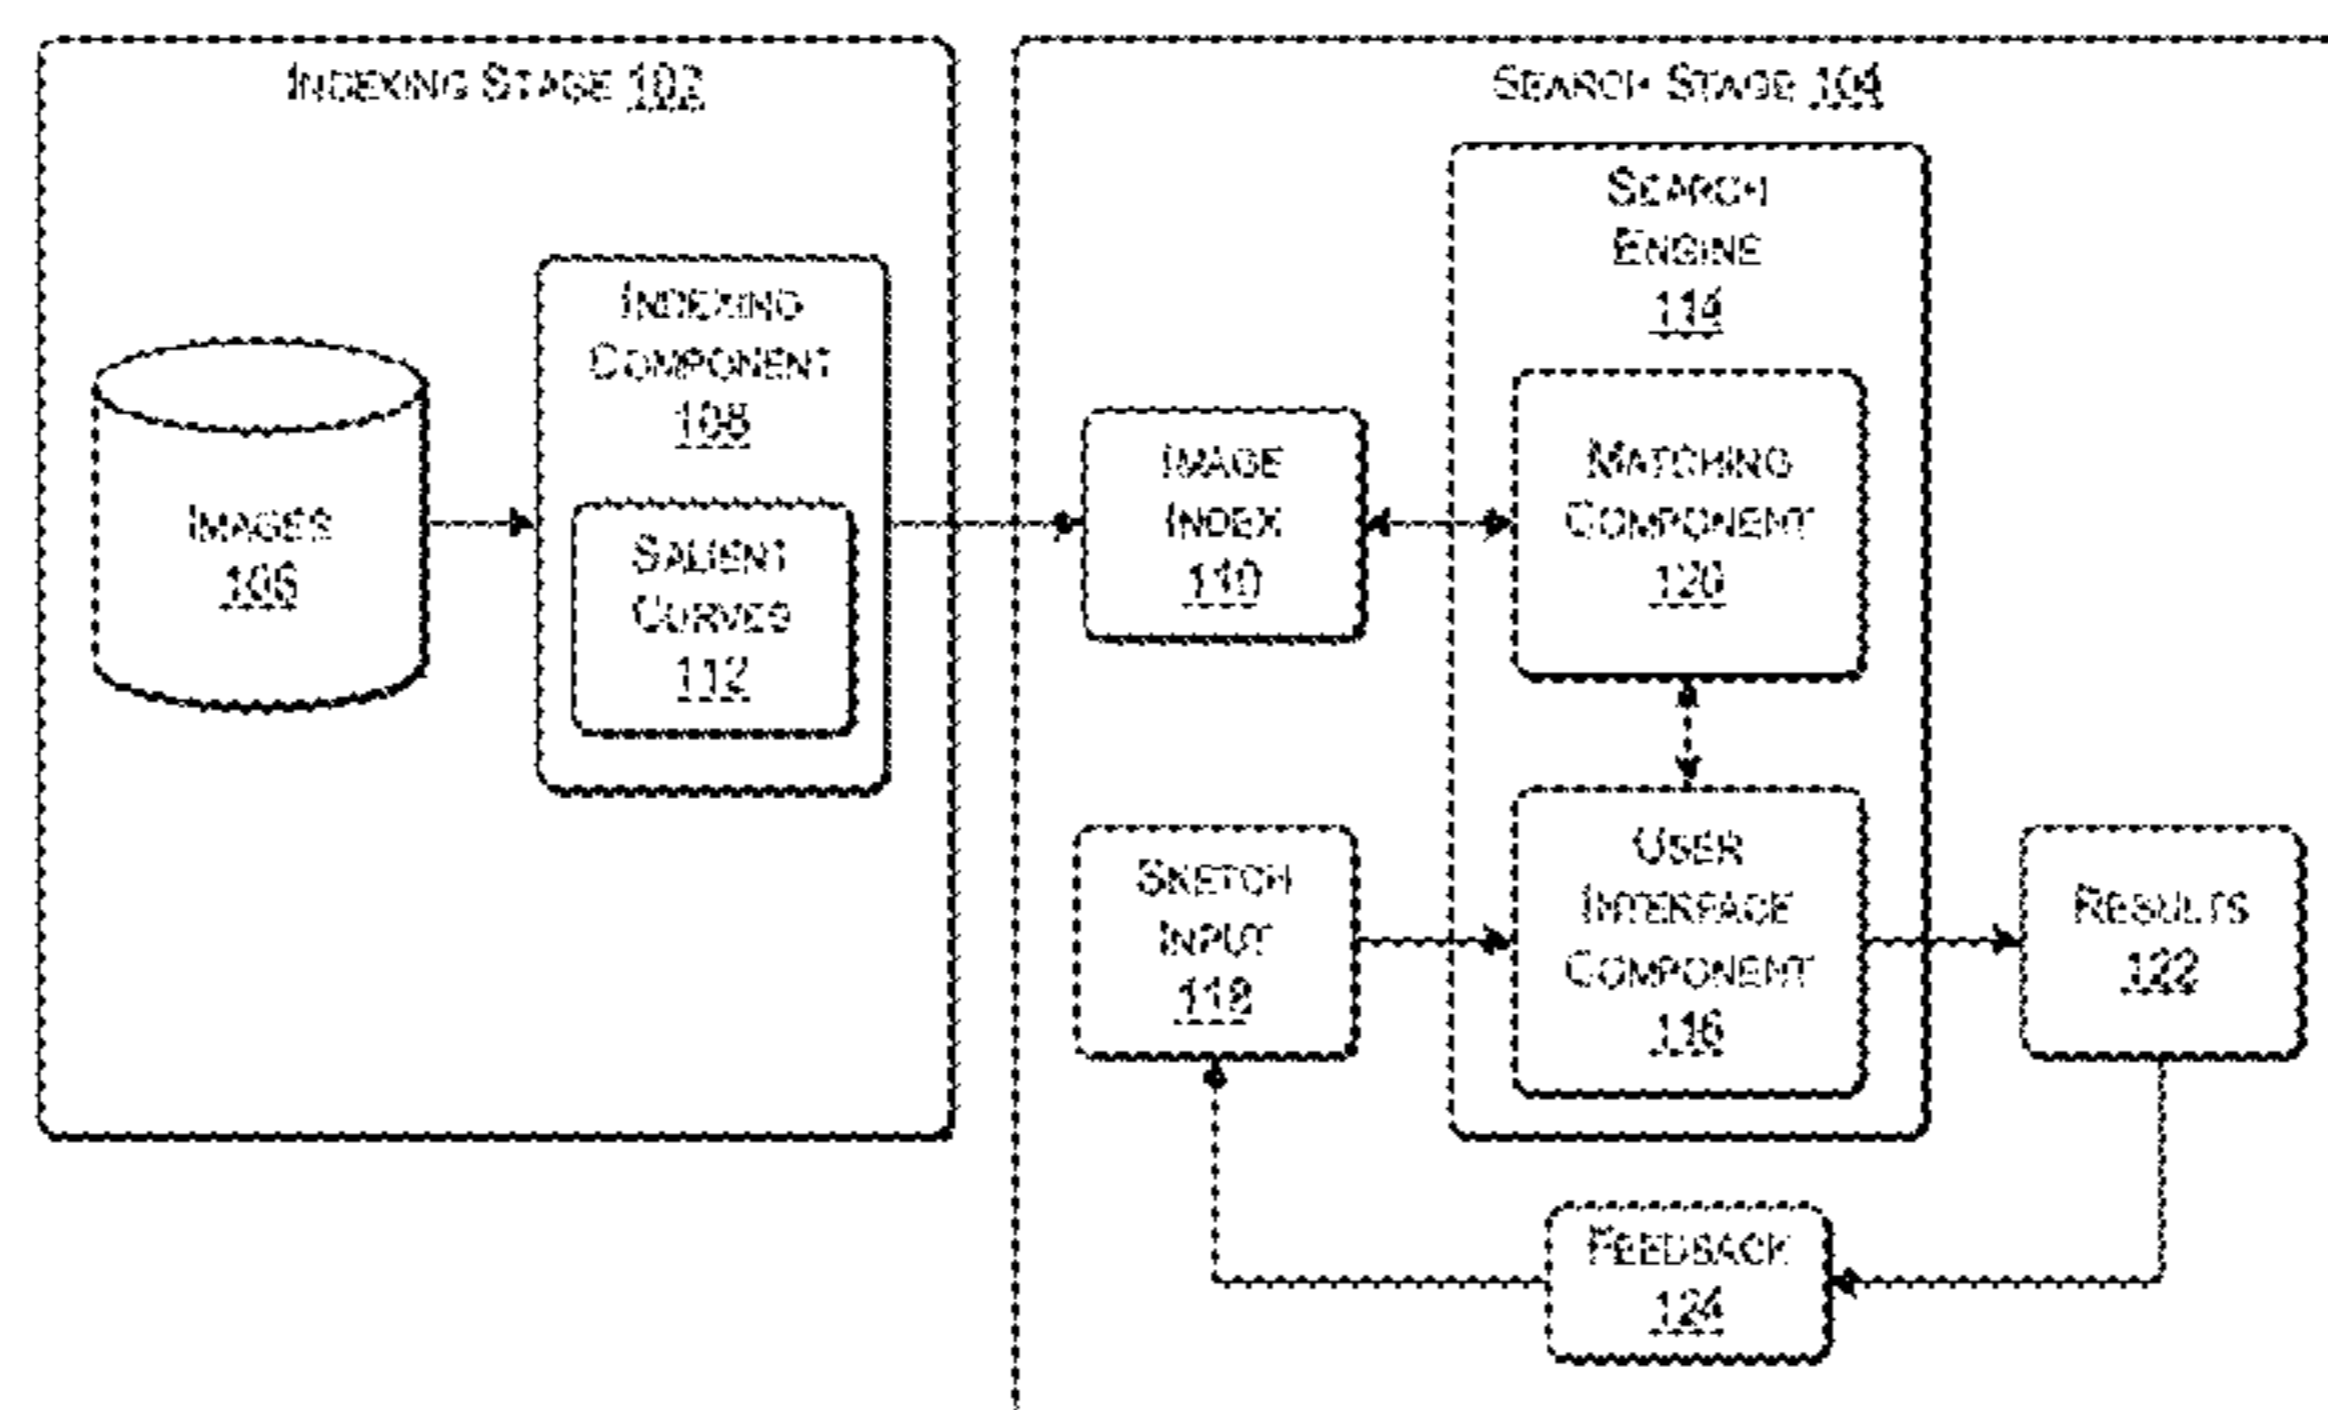 INDEXING STAGE 102
SEARCH STAGE 104
IMAGES
106
INDEXING
COMPONENT
108
SALIENT
CURVES
112
IMAGE
INDEX
110
SEARCH
ENGINE
114
MATCHING
COMPONENT
120
SKETCH
INPUT
118
USER
INTERFACE
COMPONENT
116
RESULTS
122
FEEDBACK
124